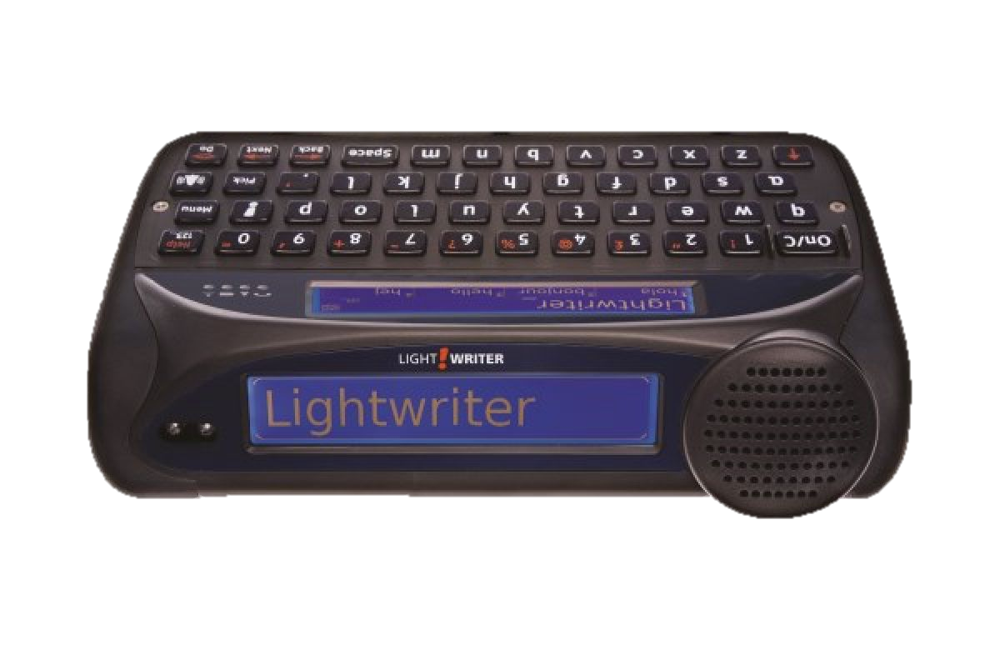 LIGHT!WRITER
Lightwriter
Lightwriter
hola bonjour hello hej
On/C 1 ! 2 " 3 £ 4 @ 5 % 6 ? 7 - 8 + 9 0 = Help 123
q w e r t y u i o p Menu
a s d f g h j k l . Pick
z x c v b n m Space Back Next Do